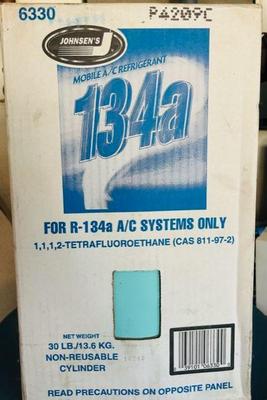 6330 P4209C
JOHNSEN'S
MOBILE A/C REFRIGERANT
134a
FOR R-134a A/C SYSTEMS ONLY
1,1,1,2-TETRAFLUOROETHANE (CAS 811-97-2)
NET WEIGHT
30 LB./13.6 KG.
NON-REUSABLE
CYLINDER
READ PRECAUTIONS ON OPPOSITE PANEL